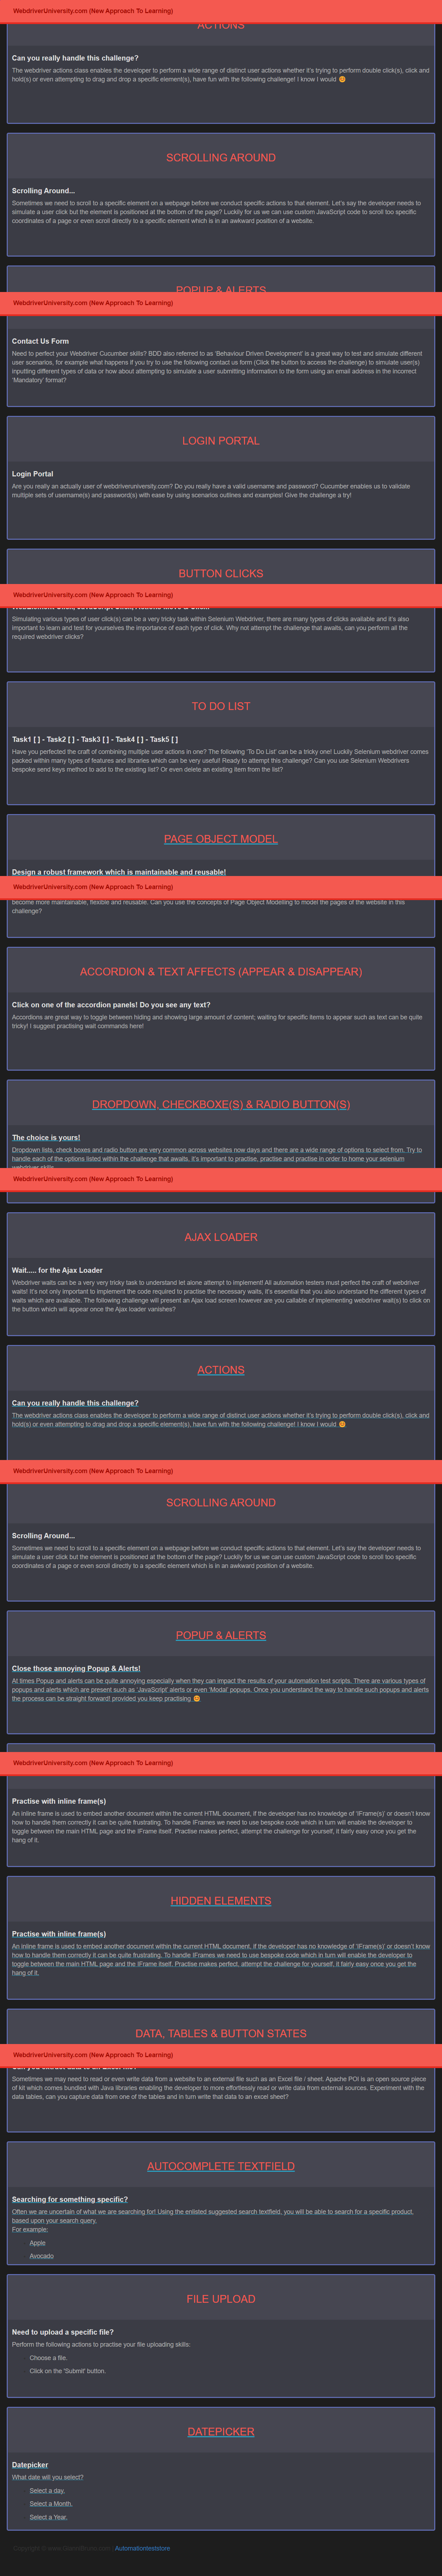 WebdriverUniversity.com (New Approach To Learning)
ACTIONS
Can you really handle this challenge?
The webdriver actions class enables the developer to perform a wide range of distinct user actions whether it's trying to perform double click(s), click and
hold(s) or even attempting to drag and drop a specific element(s), have fun with the following challenge! I know I would 😊
SCROLLING AROUND
Scrolling Around...
Sometimes we need to scroll to a specific element on a webpage before we conduct specific actions to that element. Let's say the developer needs to
simulate a user click but the element is positioned at the bottom of the page? Luckily for us we can use custom JavaScript code to scroll too specific
coordinates of a page or even scroll directly to a specific element which is in an awkward position of a website.
POPUP & ALERTS
WebdriverUniversity.com (New Approach To Learning)
Contact Us Form
Need to perfect your Webdriver Cucumber skills? BDD also referred to as 'Behaviour Driven Development' is a great way to test and simulate different
user scenarios, for example what happens if you try to use the following contact us form (Click the button to access the challenge) to simulate user(s)
inputting different types of data or how about attempting to simulate a user submitting information to the form using an email address in the incorrect
'Mandatory' format?
LOGIN PORTAL
Login Portal
Are you really an actually user of webdriveruniversity.com? Do you really have a valid username and password? Cucumber enables us to validate
multiple sets of username(s) and password(s) with ease by using scenarios outlines and examples! Give the challenge a try!
BUTTON CLICKS
WebdriverUniversity.com (New Approach To Learning)
WebElement Click, JavaScript Click, Actions Move & Click!
Simulating various types of user click(s) can be a very tricky task within Selenium Webdriver, there are many types of clicks available and it's also
important to learn and test for yourselves the importance of each type of click. Why not attempt the challenge that awaits, can you perform all the
required webdriver clicks?
TO DO LIST
Task1 [ ] - Task2 [ ] - Task3 [ ] - Task4 [ ] - Task5 [ ]
Have you perfected the craft of combining multiple user actions in one? The following 'To Do List' can be a tricky one! Luckily Selenium webdriver comes
packed within many types of features and libraries which can be very useful! Ready to attempt this challenge? Can you use Selenium Webdrivers
bespoke send keys method to add to the existing list? Or even delete an existing item from the list?
PAGE OBJECT MODEL
Design a robust framework which is maintainable and reusable!
WebdriverUniversity.com (New Approach To Learning)
become more maintainable, flexible and reusable. Can you use the concepts of Page Object Modelling to model the pages of the website in this
challenge?
ACCORDION & TEXT AFFECTS (APPEAR & DISAPPEAR)
Click on one of the accordion panels! Do you see any text?
Accordions are great way to toggle between hiding and showing large amount of content; waiting for specific items to appear such as text can be quite
tricky! I suggest practising wait commands here!
DROPDOWN, CHECKBOXE(S) & RADIO BUTTON(S)
The choice is yours!
Dropdown lists, check boxes and radio button are very common across websites now days and there are a wide range of options to select from. Try to
handle each of the options listed within the challenge that awaits, it's important to practise, practise and practise in order to home your selenium
webdriver skills.
WebdriverUniversity.com (New Approach To Learning)
AJAX LOADER
Wait..... for the Ajax Loader
Webdriver waits can be a very very tricky task to understand let alone attempt to implement! All automation testers must perfect the craft of webdriver
waits! It's not only important to implement the code required to practise the necessary waits, it's essential that you also understand the different types of
waits which are available. The following challenge will present an Ajax load screen however are you callable of implementing webdriver wait(s) to click on
the button which will appear once the Ajax loader vanishes?
ACTIONS
Can you really handle this challenge?
The webdriver actions class enables the developer to perform a wide range of distinct user actions whether it's trying to perform double click(s), click and
hold(s) or even attempting to drag and drop a specific element(s), have fun with the following challenge! I know I would 😊
WebdriverUniversity.com (New Approach To Learning)
SCROLLING AROUND
Scrolling Around...
Sometimes we need to scroll to a specific element on a webpage before we conduct specific actions to that element. Let's say the developer needs to
simulate a user click but the element is positioned at the bottom of the page? Luckily for us we can use custom JavaScript code to scroll too specific
coordinates of a page or even scroll directly to a specific element which is in an awkward position of a website.
POPUP & ALERTS
Close those annoying Popup & Alerts!
At times Popup and alerts can be quite annoying especially when they can impact the results of your automation test scripts. There are various types of
popups and alerts which are present such as 'JavaScript' alerts or even 'Modal' popups. Once you understand the way to handle such popups and alerts
the process can be straight forward! provided you keep practising 😊
WebdriverUniversity.com (New Approach To Learning)
Practise with inline frame(s)
An inline frame is used to embed another document within the current HTML document, if the developer has no knowledge of 'IFrame(s)' or doesn't know
how to handle them correctly it can be quite frustrating. To handle IFrames we need to use bespoke code which in turn will enable the developer to
toggle between the main HTML page and the IFrame itself. Practise makes perfect, attempt the challenge for yourself, it fairly easy once you get the
hang of it.
HIDDEN ELEMENTS
Practise with inline frame(s)
An inline frame is used to embed another document within the current HTML document, if the developer has no knowledge of 'IFrame(s)' or doesn't know
how to handle them correctly it can be quite frustrating. To handle IFrames we need to use bespoke code which in turn will enable the developer to
toggle between the main HTML page and the IFrame itself. Practise makes perfect, attempt the challenge for yourself, it fairly easy once you get the
hang of it.
DATA, TABLES & BUTTON STATES
WebdriverUniversity.com (New Approach To Learning)
Can you extract data to an Excel file?
Sometimes we may need to read or even write data from a website to an external file such as an Excel file / sheet. Apache POI is an open source piece
of kit which comes bundled with Java libraries enabling the developer to more effortlessly read or write data from external sources. Experiment with the
data tables, can you capture data from one of the tables and in turn write that data to an excel sheet?
AUTOCOMPLETE TEXTFIELD
Searching for something specific?
Often we are uncertain of what we are searching for! Using the enlisted suggested search textfield, you will be able to search for a specific product,
based upon your search query.
For example:
Apple
Avocado
FILE UPLOAD
Need to upload a specific file?
Perform the following actions to practise your file uploading skills:
Choose a file.
Click on the 'Submit' button.
DATEPICKER
Datepicker
What date will you select?
Select a day.
Select a Month.
Select a Year.
Automationteststore